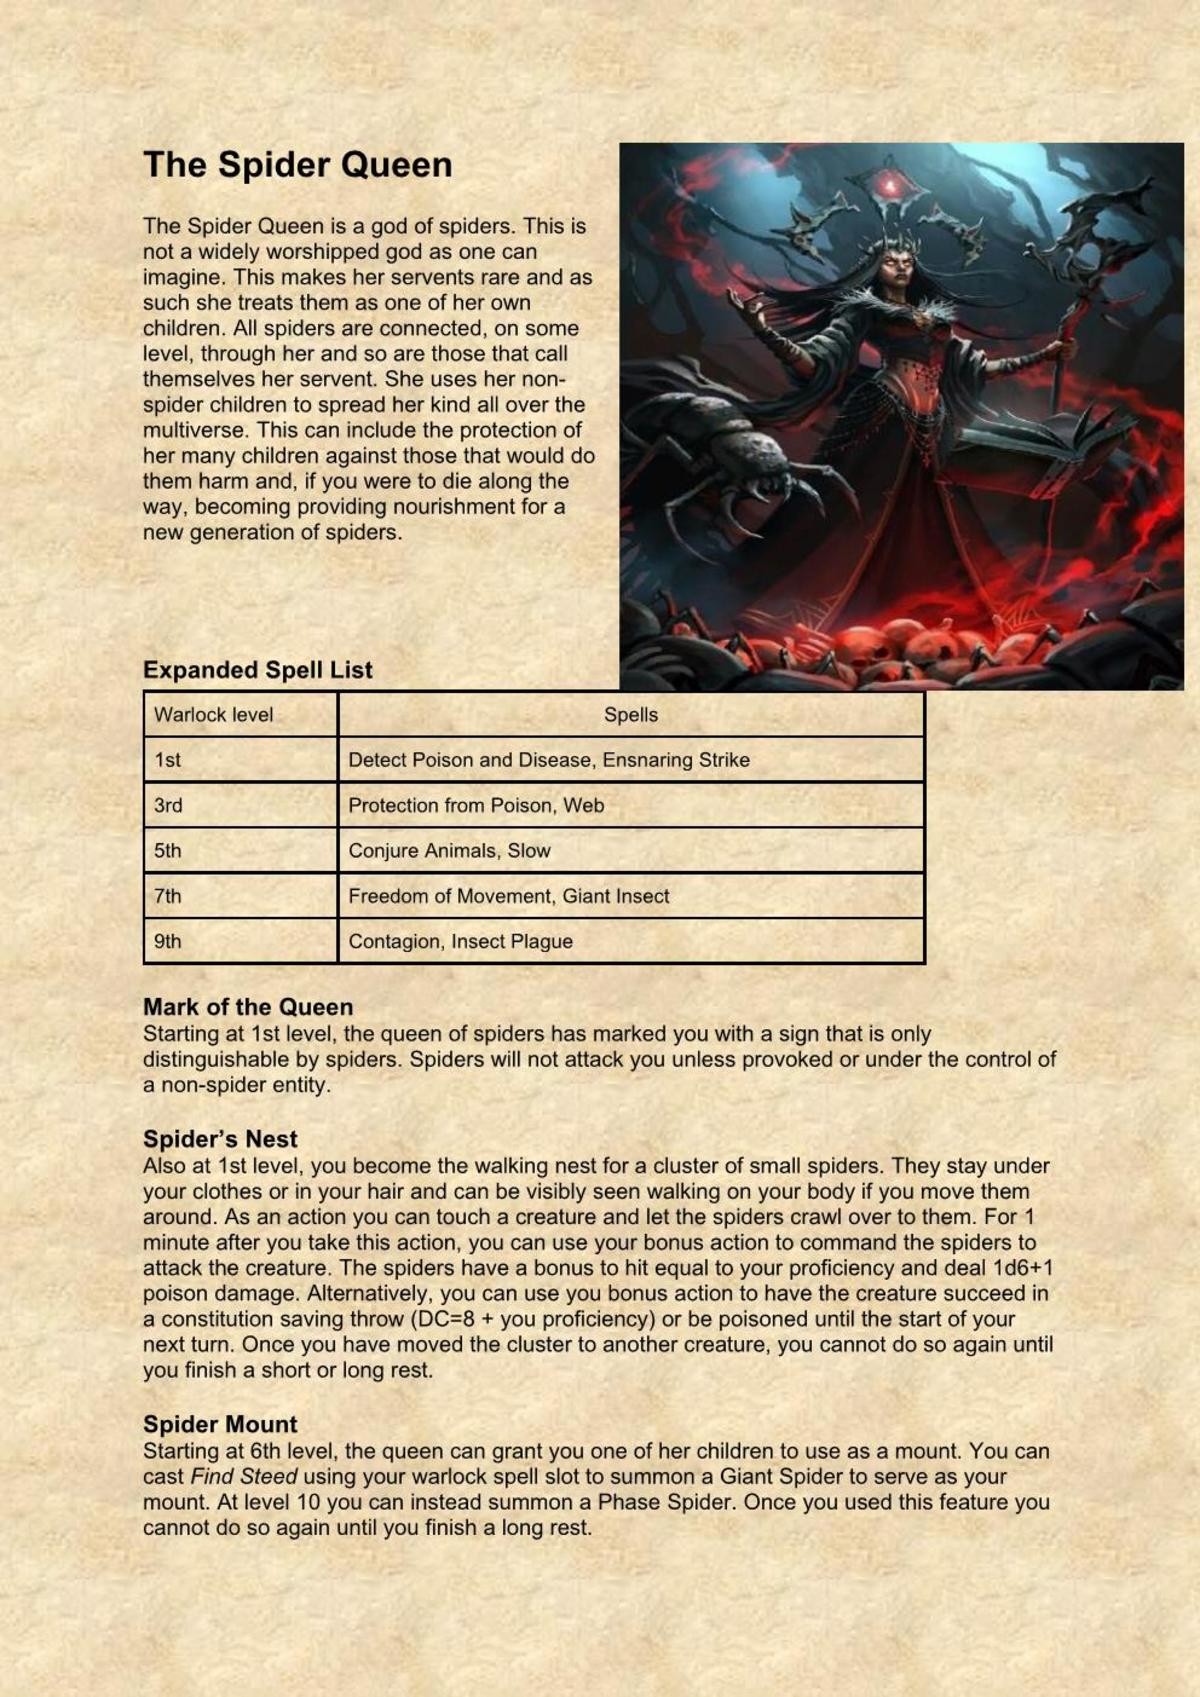 The Spider Queen
The Spider Queen is a god of spiders. This is
not a widely worshipped god as one can
imagine. This makes her servents rare and as
such she treats them as one of her own
children. All spiders are connected, on some
level, through her and so are those that call
themselves her servent. She uses her non-
spider children to spread her kind all over the
multiverse. This can include the protection of
her many children against those that would do
them harm and, if you were to die along the
way, becoming providing nourishment for a
new generation of spiders.
Expanded Spell List
Warlock level Spells
1st Detect Poison and Disease, Ensnaring Strike
3rd Protection from Poison, Web
5th Conjure Animals, Slow
7th Freedom of Movement, Giant Insect
9th Contagion, Insect Plague
Mark of the Queen
Starting at 1st level, the queen of spiders has marked you with a sign that is only
distinguishable by spiders. Spiders will not attack you unless provoked or under the control of
a non-spider entity.
Spider’s Nest
Also at 1st level, you become the walking nest for a cluster of small spiders. They stay under
your clothes or in your hair and can be visibly seen walking on your body if you move them
around. As an action you can touch a creature and let the spiders crawl over to them. For 1
minute after you take this action, you can use your bonus action to command the spiders to
attack the creature. The spiders have a bonus to hit equal to your proficiency and deal 1d6+1
poison damage. Alternatively, you can use you bonus action to have the creature succeed in
a constitution saving throw (DC=8 + you proficiency) or be poisoned until the start of your
next turn. Once you have moved the cluster to another creature, you cannot do so again until
you finish a short or long rest.
Spider Mount
Starting at 6th level, the queen can grant you one of her children to use as a mount. You can
cast Find Steed using your warlock spell slot to summon a Giant Spider to serve as your
mount. At level 10 you can instead summon a Phase Spider. Once you used this feature you
cannot do so again until you finish a long rest.